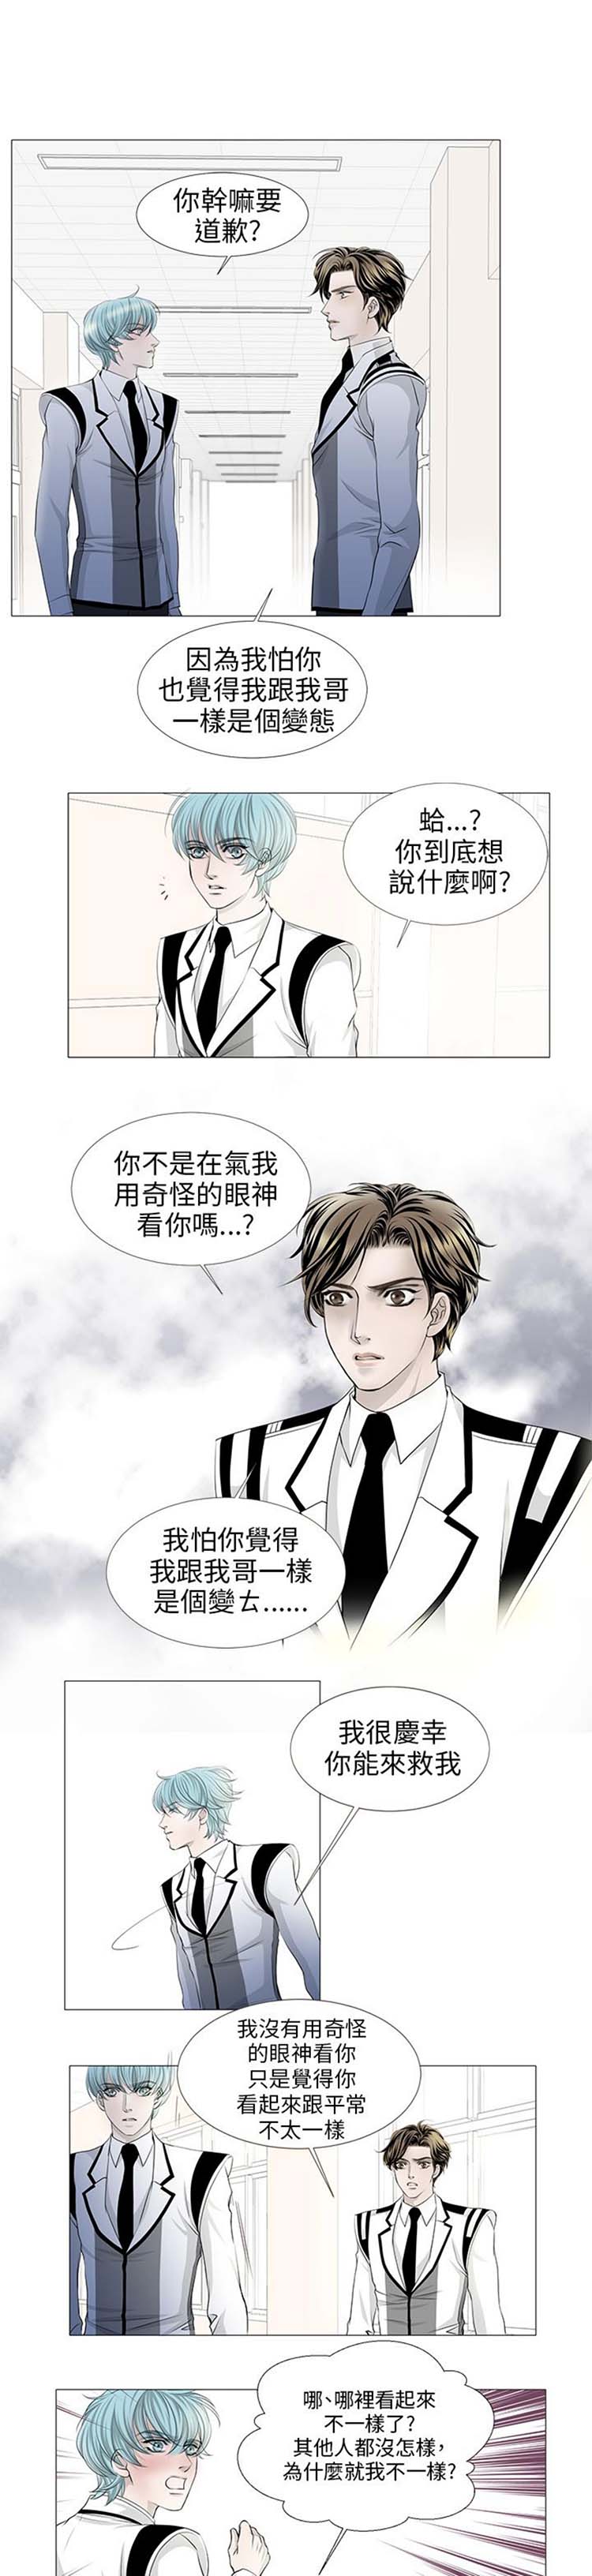 你幹嘛要
道歉?
因為我怕你
也覺得我跟我哥
一樣是個變態
蛤...?
你到底想
說什麼啊?
你不是在氣我
用奇怪的眼神
看你嗎...?
我怕你覺得
我跟我哥一樣
是個變ㄊ......
我很慶幸
你能來救我
我沒有用奇怪
的眼神看你
只是覺得你
看起來跟平常
不太一樣
哪、哪裡看起來
不一樣了?
其他人都沒怎樣,
為什麼就我不一樣?